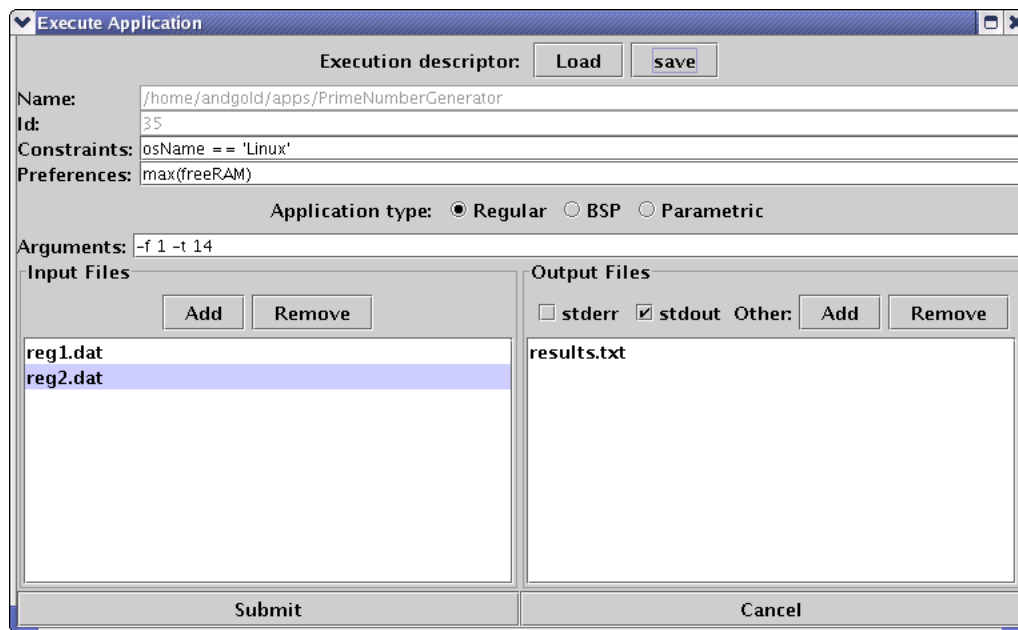 Execute Application
Execution descriptor: Load save
Name: /home/andgold/apps/PrimeNumberGenerator
Id: 35
Constraints: osName == 'Linux'
Preferences: max(freeRAM)
Application type: Regular BSP Parametric
Arguments: -f 1 -t 14
Input Files Output Files
Add Remove stderr stdout Other: Add Remove
reg1.dat results.txt
reg2.dat
Submit Cancel